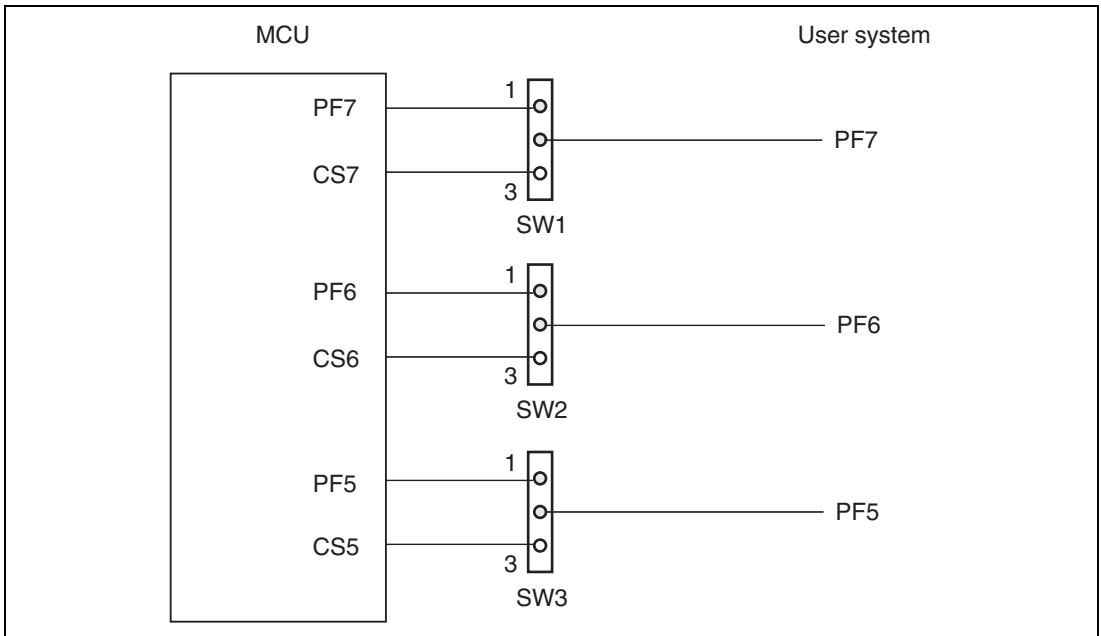 MCU
User system
PF7
1
PF7
CS7
3
SW1
PF6
1
PF6
CS6
3
SW2
PF5
1
PF5
CS5
3
SW3